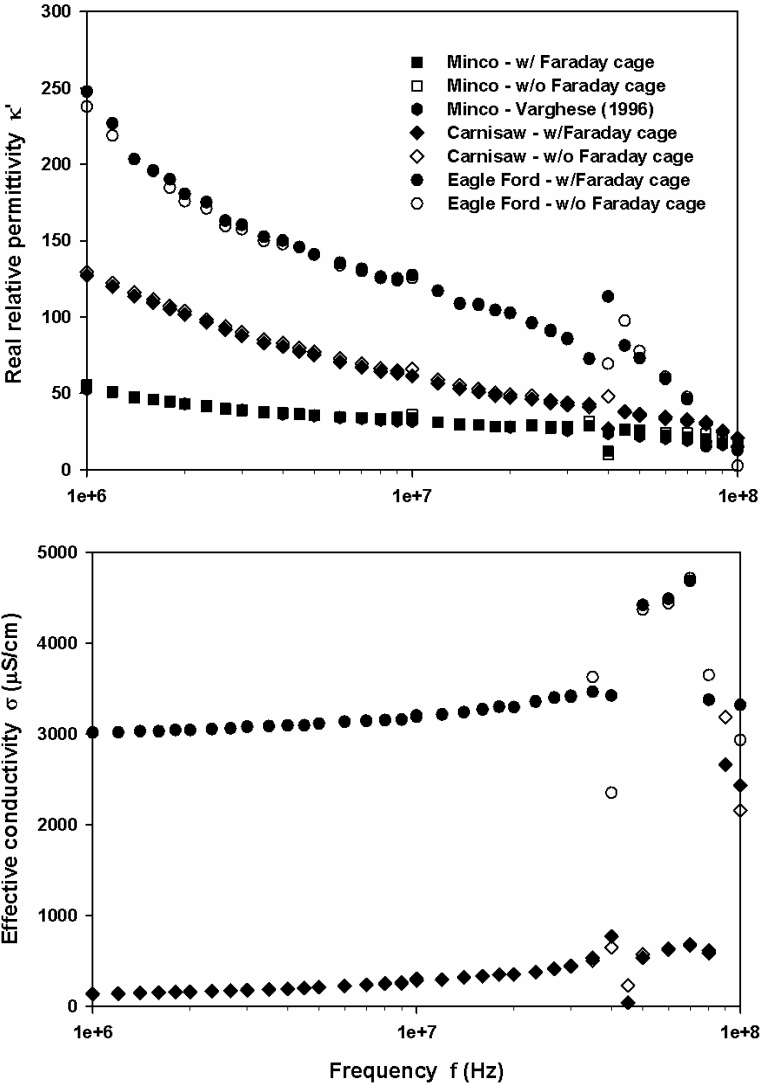 300
250
200
150
100
50
0
Real relative permittivity κ'
Minco - w/ Faraday cage
Minco - w/o Faraday cage
Minco - Varghese (1996)
Carnisaw - w/Faraday cage
Carnisaw - w/o Faraday cage
Eagle Ford - w/Faraday cage
Eagle Ford - w/o Faraday cage
1e+6 1e+7 1e+8
5000
4000
3000
2000
1000
0
Effective conductivity σ (μS/cm)
1e+6 1e+7 1e+8
Frequency f (Hz)